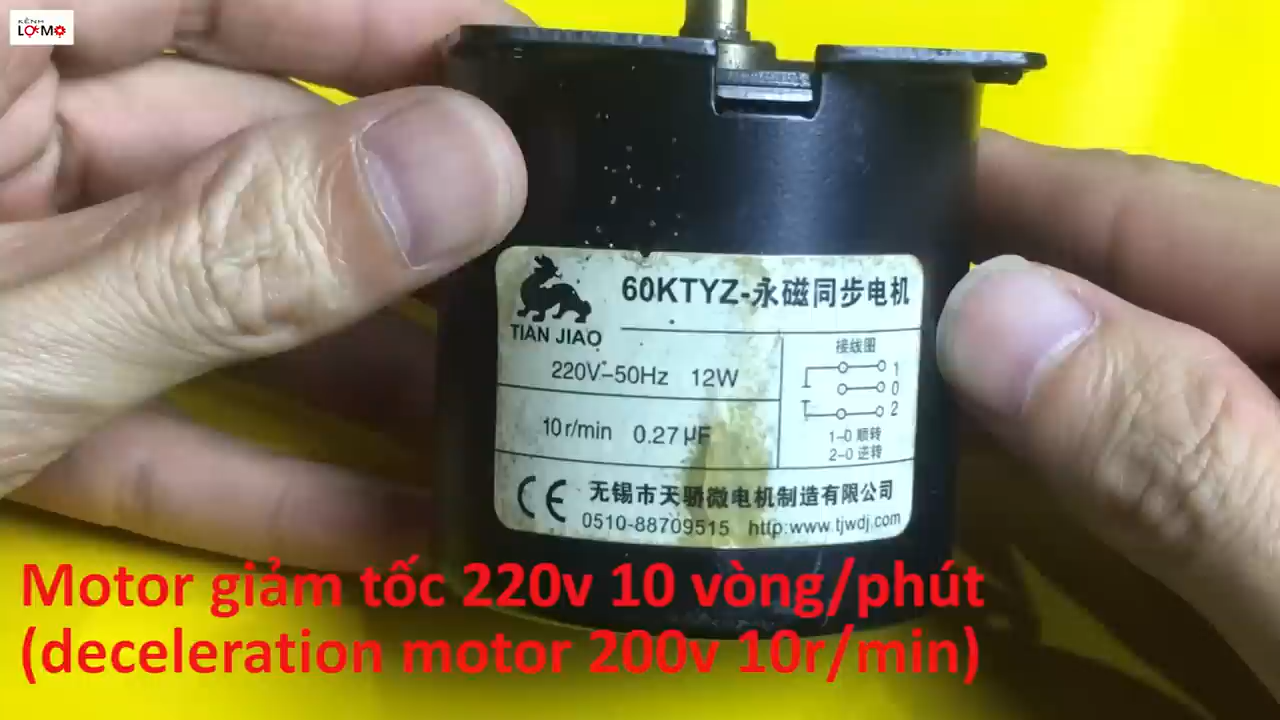 KÊNH
LỢMỌ
60KTYZ-永磁同步电机
TIAN JIAO
220V~50Hz 12W
10r/min 0.27µF
接线图
1
0
2
1-0 顺转
2-0 逆转
CE 无锡市天骄微电机制造有限公司
0510-88709515 http:www.tjwdj.com
Motor giảm tốc 220v 10 vòng/phút
(deceleration motor 200v 10r/min)